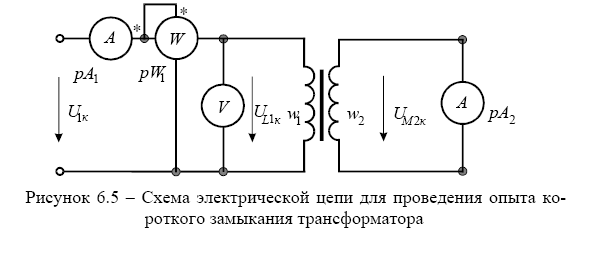 * *
A W
pA1 pW1
U1к V UL1к w1 w2 UM2к A pA2
Рисунок 6.5 – Схема электрической цепи для проведения опыта ко-
роткого замыкания трансформатора